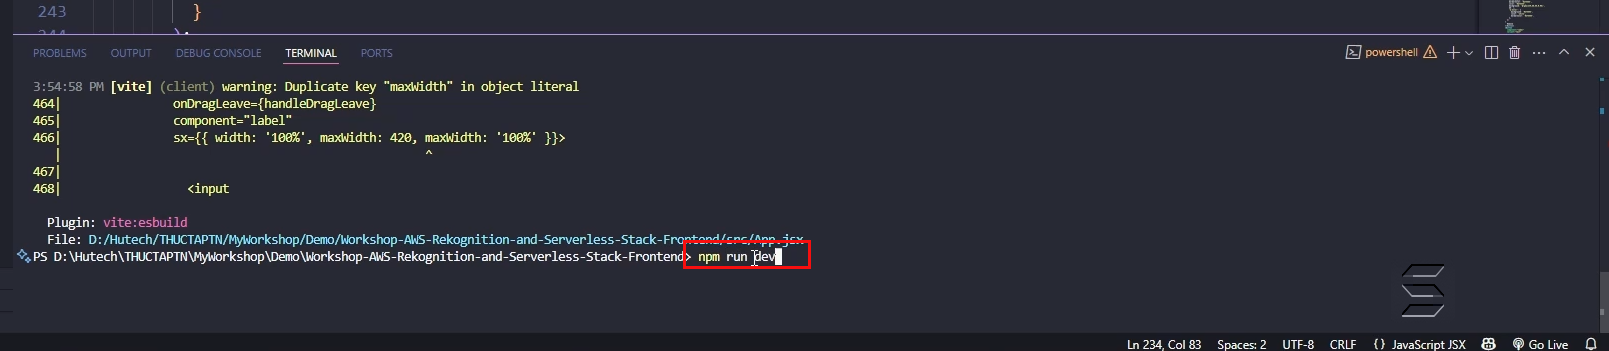 243 }
244 );
PROBLEMS OUTPUT DEBUG CONSOLE TERMINAL PORTS powershell
3:54:58 PM [vite] (client) warning: Duplicate key "maxWidth" in object literal
464| onDragLeave={handleDragLeave}
465| component="label"
466| sx={{ width: '100%', maxWidth: 420, maxWidth: '100%' }}>
| ^
467|
468| <input
Plugin: vite:esbuild
File: D:/Hutech/THUCTAPTN/MyWorkshop/Demo/Workshop-AWS-Rekognition-and-Serverless-Stack-Frontend/src/App.jsx
PS D:\Hutech\THUCTAPTN\MyWorkshop\Demo\Workshop-AWS-Rekognition-and-Serverless-Stack-Frontend> npm run dev
Ln 234, Col 83 Spaces: 2 UTF-8 CRLF {} JavaScript JSX Go Live